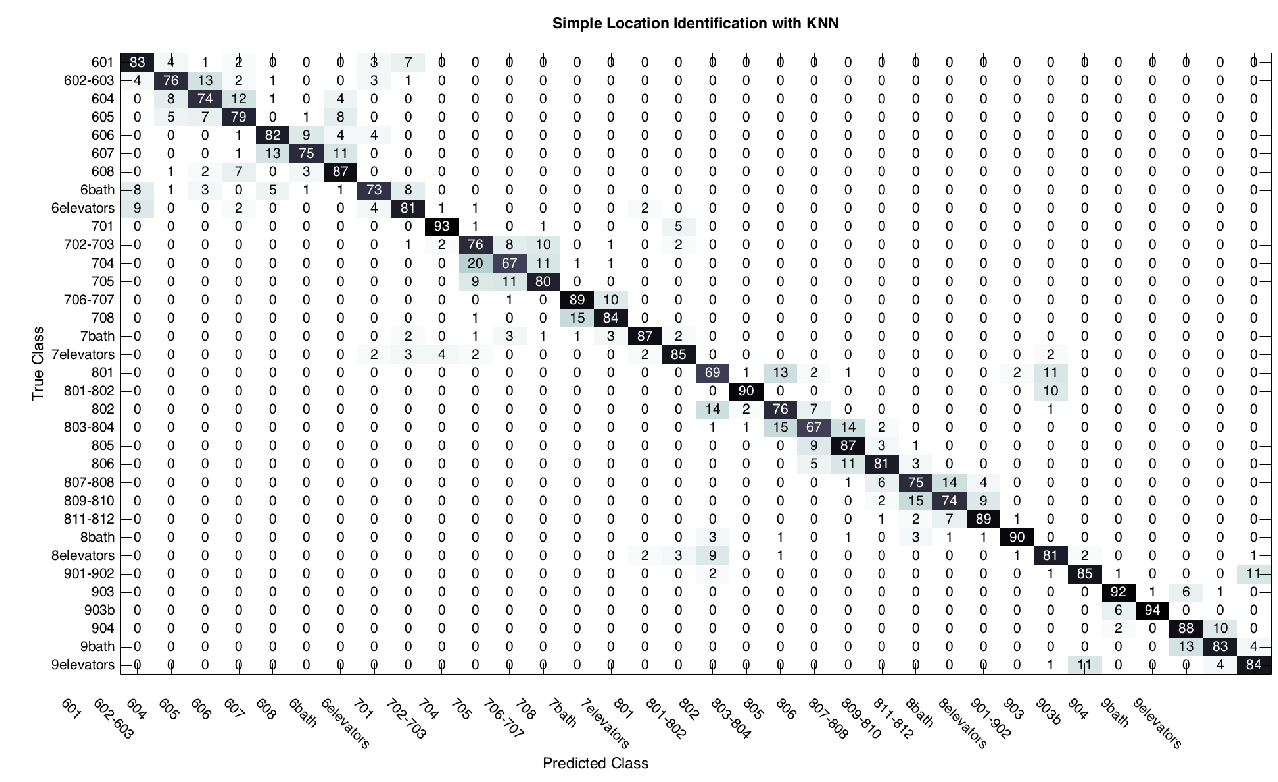 Simple Location Identification with KNN
601 83 4 1 2 0 0 0 3 7 0 0 0 0 0 0 0 0 0 0 0 0 0 0 0 0 0 0 0 0 0 0 0 0 0
602-603 4 76 13 2 1 0 0 3 1 0 0 0 0 0 0 0 0 0 0 0 0 0 0 0 0 0 0 0 0 0 0 0 0 0
604 0 8 74 12 1 0 4 0 0 0 0 0 0 0 0 0 0 0 0 0 0 0 0 0 0 0 0 0 0 0 0 0 0 0
605 0 5 7 79 0 1 8 0 0 0 0 0 0 0 0 0 0 0 0 0 0 0 0 0 0 0 0 0 0 0 0 0 0 0
606 0 0 0 1 82 9 4 4 0 0 0 0 0 0 0 0 0 0 0 0 0 0 0 0 0 0 0 0 0 0 0 0 0 0
607 0 0 0 1 13 75 11 0 0 0 0 0 0 0 0 0 0 0 0 0 0 0 0 0 0 0 0 0 0 0 0 0 0 0
608 0 1 2 7 0 3 87 0 0 0 0 0 0 0 0 0 0 0 0 0 0 0 0 0 0 0 0 0 0 0 0 0 0 0
6bath 8 1 3 0 5 1 1 73 8 0 0 0 0 0 0 0 0 0 0 0 0 0 0 0 0 0 0 0 0 0 0 0 0 0
6elevators 9 0 0 2 0 0 0 4 81 1 1 0 0 0 0 2 0 0 0 0 0 0 0 0 0 0 0 0 0 0 0 0 0 0
701 0 0 0 0 0 0 0 0 0 93 1 0 1 0 0 0 5 0 0 0 0 0 0 0 0 0 0 0 0 0 0 0 0 0
702-703 0 0 0 0 0 0 0 0 1 2 76 8 10 0 1 0 2 0 0 0 0 0 0 0 0 0 0 0 0 0 0 0 0 0
704 0 0 0 0 0 0 0 0 0 0 20 67 11 1 1 0 0 0 0 0 0 0 0 0 0 0 0 0 0 0 0 0 0 0
705 0 0 0 0 0 0 0 0 0 0 9 11 80 0 0 0 0 0 0 0 0 0 0 0 0 0 0 0 0 0 0 0 0 0
706-707 0 0 0 0 0 0 0 0 0 0 0 1 0 89 10 0 0 0 0 0 0 0 0 0 0 0 0 0 0 0 0 0 0 0
708 0 0 0 0 0 0 0 0 0 0 1 0 0 15 84 0 0 0 0 0 0 0 0 0 0 0 0 0 0 0 0 0 0 0
7bath 0 0 0 0 0 0 0 0 2 0 1 3 1 1 3 87 2 0 0 0 0 0 0 0 0 0 0 0 0 0 0 0 0 0
7elevators 0 0 0 0 0 0 0 2 3 4 2 0 0 0 0 2 85 0 0 0 0 0 0 0 0 0 0 2 0 0 0 0 0 0
801 0 0 0 0 0 0 0 0 0 0 0 0 0 0 0 0 0 69 1 13 2 1 0 0 0 0 2 11 0 0 0 0 0 0
801-802 0 0 0 0 0 0 0 0 0 0 0 0 0 0 0 0 0 0 90 0 0 0 0 0 0 0 0 10 0 0 0 0 0 0
802 0 0 0 0 0 0 0 0 0 0 0 0 0 0 0 0 0 14 2 76 7 0 0 0 0 0 0 1 0 0 0 0 0 0
803-804 0 0 0 0 0 0 0 0 0 0 0 0 0 0 0 0 0 1 1 15 67 14 2 0 0 0 0 0 0 0 0 0 0 0
805 0 0 0 0 0 0 0 0 0 0 0 0 0 0 0 0 0 0 0 0 9 87 3 1 0 0 0 0 0 0 0 0 0 0
806 0 0 0 0 0 0 0 0 0 0 0 0 0 0 0 0 0 0 0 0 5 11 81 3 0 0 0 0 0 0 0 0 0 0
807-808 0 0 0 0 0 0 0 0 0 0 0 0 0 0 0 0 0 0 0 0 0 1 6 75 14 4 0 0 0 0 0 0 0 0
809-810 0 0 0 0 0 0 0 0 0 0 0 0 0 0 0 0 0 0 0 0 0 0 2 15 74 9 0 0 0 0 0 0 0 0
811-812 0 0 0 0 0 0 0 0 0 0 0 0 0 0 0 0 0 0 0 0 0 0 1 2 7 89 1 0 0 0 0 0 0 0
8bath 0 0 0 0 0 0 0 0 0 0 0 0 0 0 0 0 0 3 0 1 0 1 0 3 1 1 90 0 0 0 0 0 0 0
8elevators 0 0 0 0 0 0 0 0 0 0 0 0 0 0 0 2 3 9 0 1 0 0 0 0 0 0 1 81 2 0 0 0 0 1
901-902 0 0 0 0 0 0 0 0 0 0 0 0 0 0 0 0 0 2 0 0 0 0 0 0 0 0 0 1 85 1 0 0 0 11
903 0 0 0 0 0 0 0 0 0 0 0 0 0 0 0 0 0 0 0 0 0 0 0 0 0 0 0 0 0 92 1 6 1 0
903b 0 0 0 0 0 0 0 0 0 0 0 0 0 0 0 0 0 0 0 0 0 0 0 0 0 0 0 0 0 6 94 0 0 0
904 0 0 0 0 0 0 0 0 0 0 0 0 0 0 0 0 0 0 0 0 0 0 0 0 0 0 0 0 0 2 0 88 10 0
9bath 0 0 0 0 0 0 0 0 0 0 0 0 0 0 0 0 0 0 0 0 0 0 0 0 0 0 0 0 0 0 0 13 83 4
9elevators 0 0 0 0 0 0 0 0 0 0 0 0 0 0 0 0 0 0 0 0 0 0 0 0 0 0 0 1 11 0 0 0 4 84
True Class
601 602-603 604 605 606 607 608 6bath 6elevators 701 702-703 704 705 706-707 708 7bath 7elevators 801 801-802 802 803-804 805 806 807-808 809-810 811-812 8bath 8elevators 901-902 903 903b 904 9bath 9elevators
Predicted Class